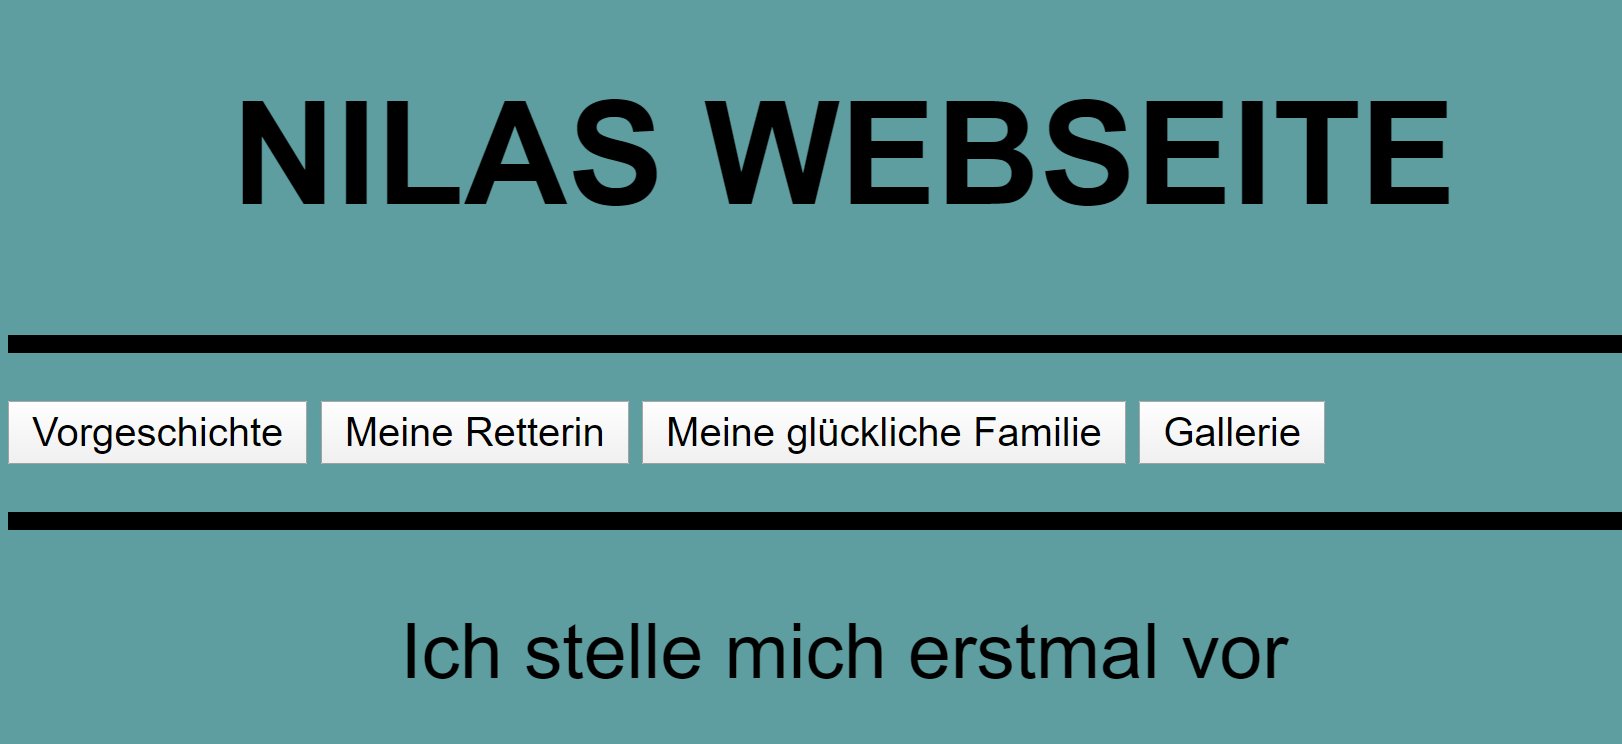 NILAS WEBSEITE
Vorgeschichte Meine Retterin Meine glückliche Familie Gallerie
Ich stelle mich erstmal vor